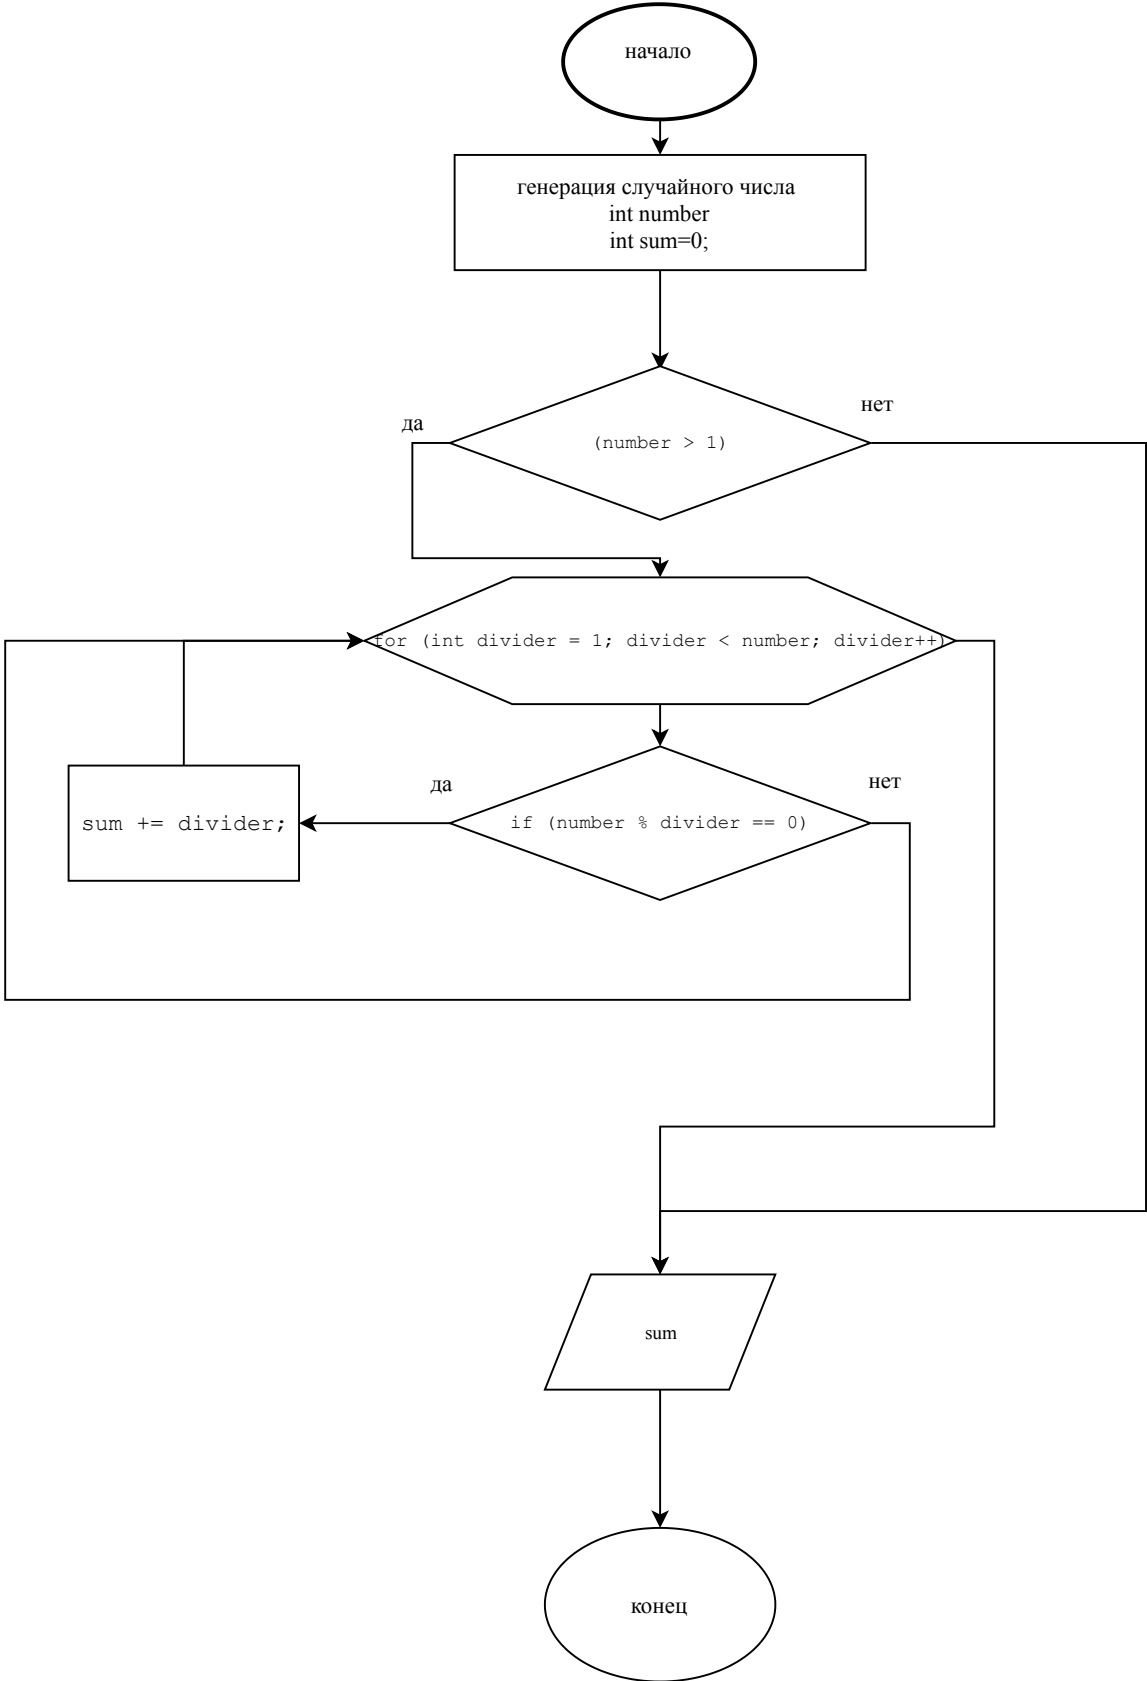 начало
генерация случайного числа
int number
int sum=0;
да
нет
(number > 1)
for (int divider = 1; divider < number; divider++)
да
нет
sum += divider;
if (number % divider == 0)
sum
конец